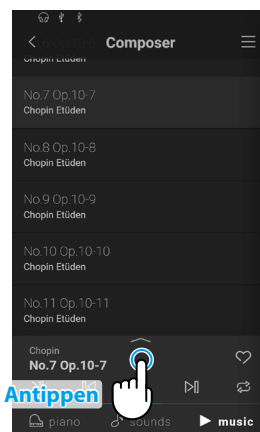 Composer
Chopin Etüden
No.7 Op.10-7
Chopin Etüden
No.8 Op.10-8
Chopin Etüden
No.9 Op.10-9
Chopin Etüden
No.10 Op.10-10
Chopin Etüden
No.11 Op.10-11
Chopin Etüden
Chopin
No.7 Op.10-7
Antippen
piano
sounds
music